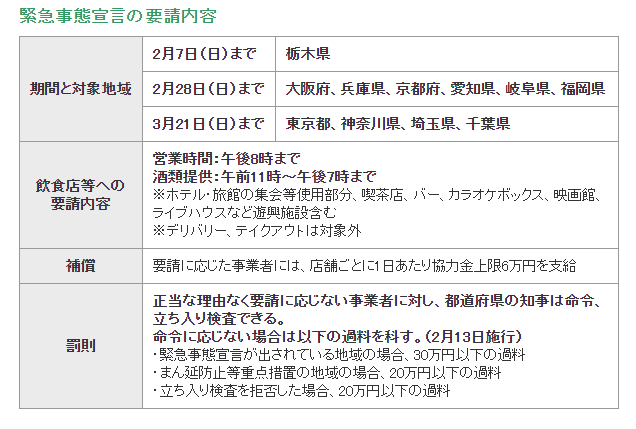 緊急事態宣言の要請内容
期間と対象地域
2月7日(日)まで
栃木県
2月28日(日)まで
大阪府、兵庫県、京都府、愛知県、岐阜県、福岡県
3月21日(日)まで
東京都、神奈川県、埼玉県、千葉県
飲食店等への
要請内容
営業時間：午後8時まで
酒類提供：午前11時～午後7時まで
※ホテル・旅館の集会等使用部分、喫茶店、バー、カラオケボックス、映画館、
ライブハウスなど遊興施設含む
※デリバリー、テイクアウトは対象外
補償
要請に応じた事業者には、店舗ごとに1日あたり協力金上限6万円を支給
罰則
正当な理由なく要請に応じない事業者に対し、都道府県の知事は命令、
立ち入り検査できる。
命令に応じない場合は以下の過料を科す。(2月13日施行)
・緊急事態宣言が出されている地域の場合、30万円以下の過料
・まん延防止等重点措置の地域の場合、20万円以下の過料
・立ち入り検査を拒否した場合、20万円以下の過料